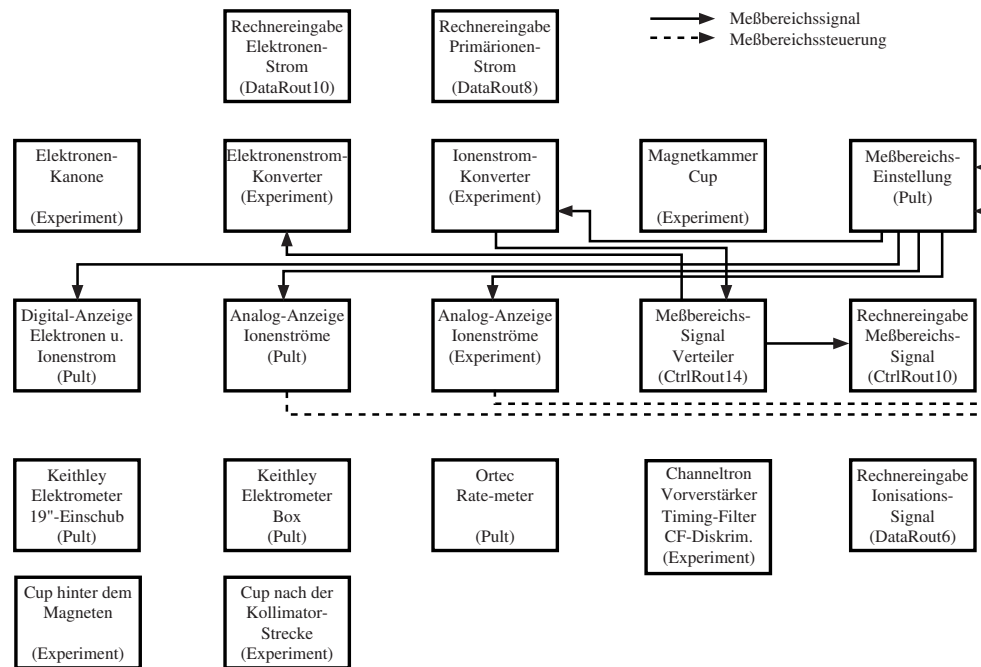 Rechnereingabe
Elektronen-
Strom
(DataRout10)
Rechnereingabe
Primärionen-
Strom
(DataRout8)
Meßbereichssignal
Meßbereichssteuerung
Elektronen-
Kanone
(Experiment)
Elektronenstrom-
Konverter
(Experiment)
Ionenstrom-
Konverter
(Experiment)
Magnetkammer
Cup
(Experiment)
Meßbereichs-
Einstellung
(Pult)
Digital-Anzeige
Elektronen u.
Ionenstrom
(Pult)
Analog-Anzeige
Ionenströme
(Pult)
Analog-Anzeige
Ionenströme
(Experiment)
Meßbereichs-
Signal
Verteiler
(CtrlRout14)
Rechnereingabe
Meßbereichs-
Signal
(CtrlRout10)
Keithley
Elektrometer
19"-Einschub
(Pult)
Keithley
Elektrometer
Box
(Pult)
Ortec
Rate-meter
(Pult)
Channeltron
Vorverstärker
Timing-Filter
CF-Diskrim.
(Experiment)
Rechnereingabe
Ionisations-
Signal
(DataRout6)
Cup hinter dem
Magneten
(Experiment)
Cup nach der
Kollimator-
Strecke
(Experiment)